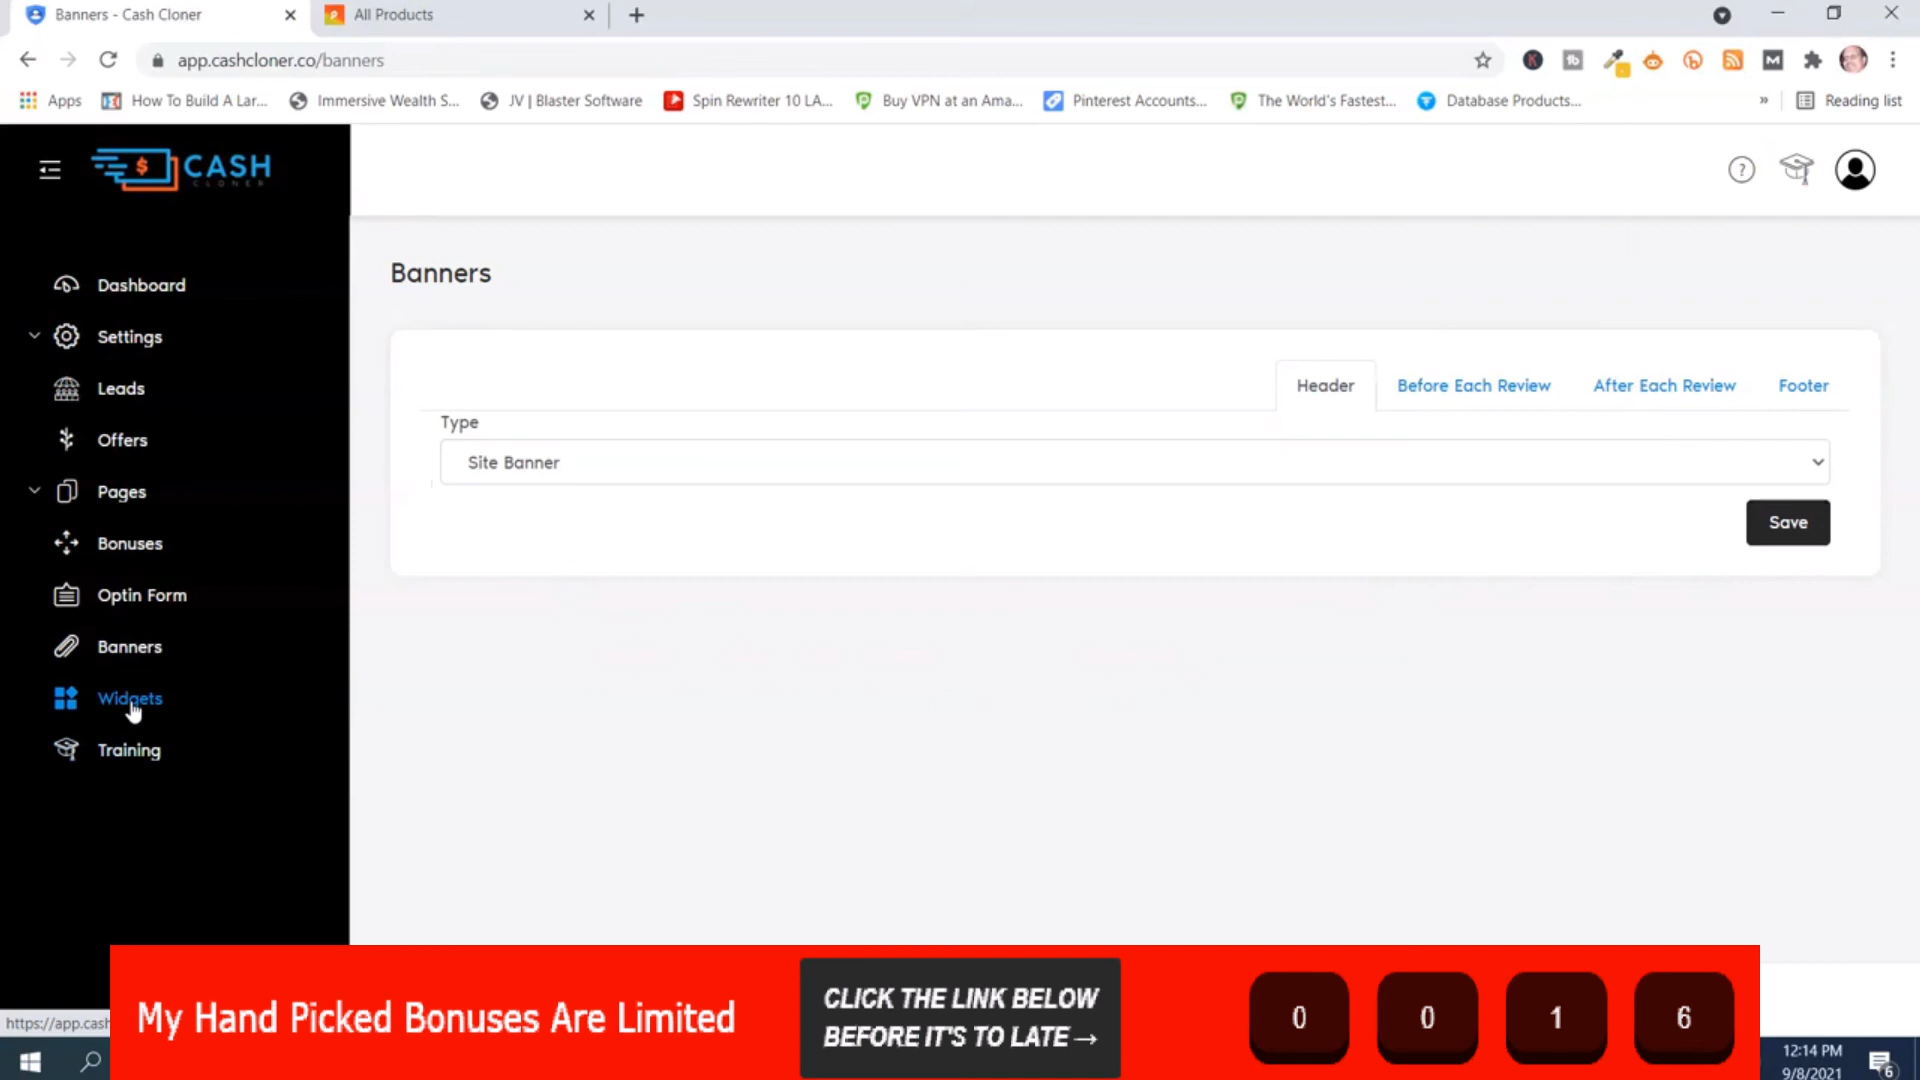 Banners - Cash Cloner
All Products
app.cashcloner.co/banners
Apps
How To Build A Lar...
Immersive Wealth S...
JV | Blaster Software
Spin Rewriter 10 LA...
Buy VPN at an Ama...
Pinterest Accounts...
The World's Fastest...
Database Products...
»
Reading list
$ CASH
CLONER
?
Dashboard
Settings
Leads
Offers
Pages
Bonuses
Optin Form
Banners
Widgets
Training
Banners
Header
Before Each Review
After Each Review
Footer
Type
Site Banner
Save
https://app.cash
My Hand Picked Bonuses Are Limited
CLICK THE LINK BELOW
BEFORE IT'S TO LATE →
0 0 1 6
12:14 PM
9/8/2021
6